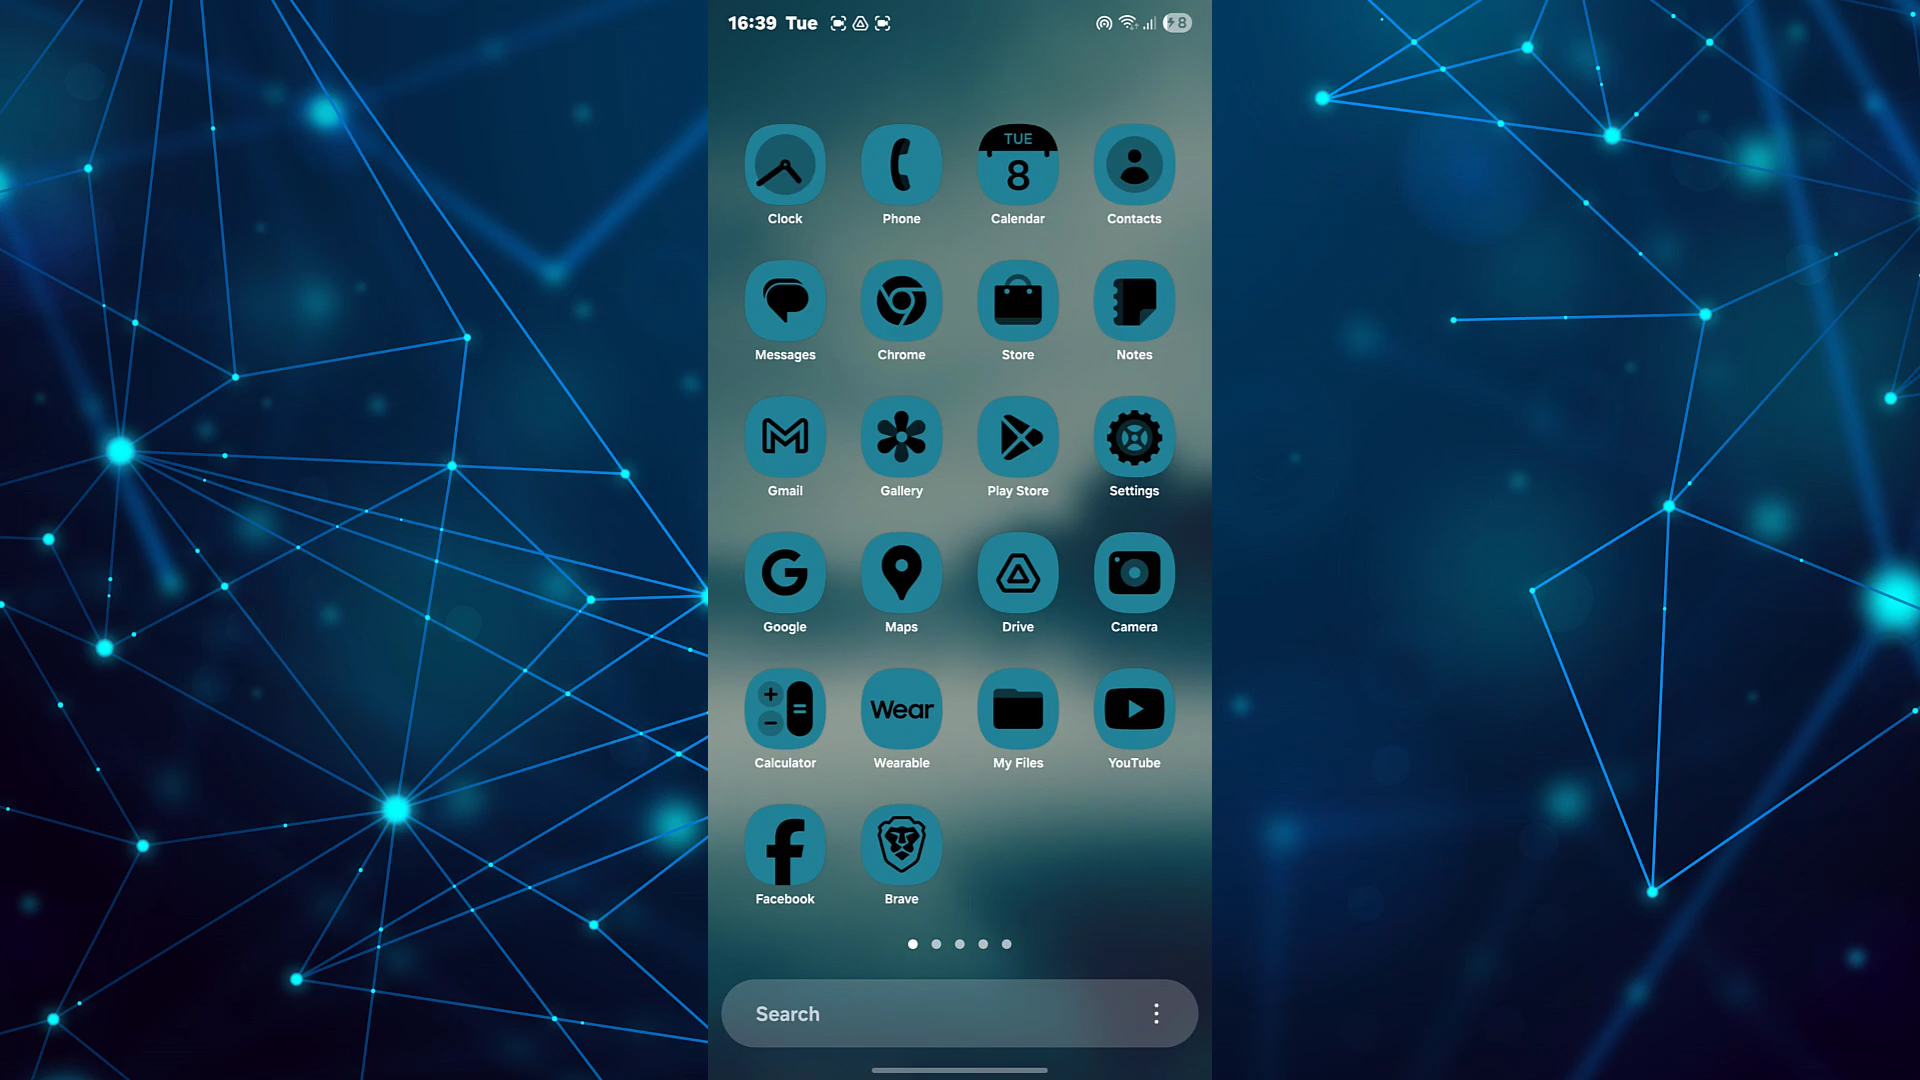 16:39 Tue 8
TUE
8
Clock Phone Calendar Contacts
Messages Chrome Store Notes
Gmail Gallery Play Store Settings
Google Maps Drive Camera
Wear
Calculator Wearable My Files YouTube
Facebook Brave
Search